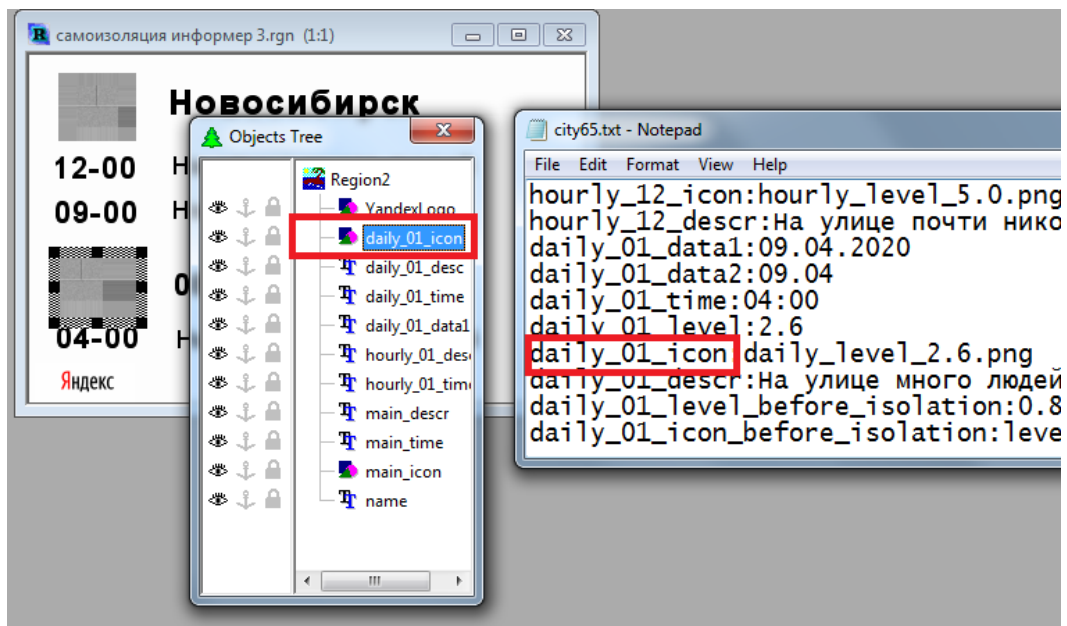 самоизоляция информер 3.rgn (1:1)
Новосибирск
12-00 Н
09-00 Н
0
04-00 Н
Яндекс
Objects Tree
Region2
YandexLogo
daily_01_icon
daily_01_desc
daily_01_time
daily_01_data1
hourly_01_des
hourly_01_tim
main_descr
main_time
main_icon
name
city65.txt - Notepad
File Edit Format View Help
hourly_12_icon:hourly_level_5.0.png
hourly_12_descr:На улице почти нико
daily_01_data1:09.04.2020
daily_01_data2:09.04
daily_01_time:04:00
daily_01_level:2.6
daily_01_icon:daily_level_2.6.png
daily_01_descr:На улице много людей
daily_01_level_before_isolation:0.8
daily_01_icon_before_isolation:leve